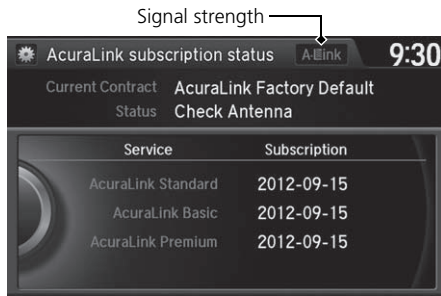 Signal strength
AcuraLink subscription status A-Link 9:30
Current Contract AcuraLink Factory Default
Status Check Antenna
Service Subscription
AcuraLink Standard 2012-09-15
AcuraLink Basic 2012-09-15
AcuraLink Premium 2012-09-15